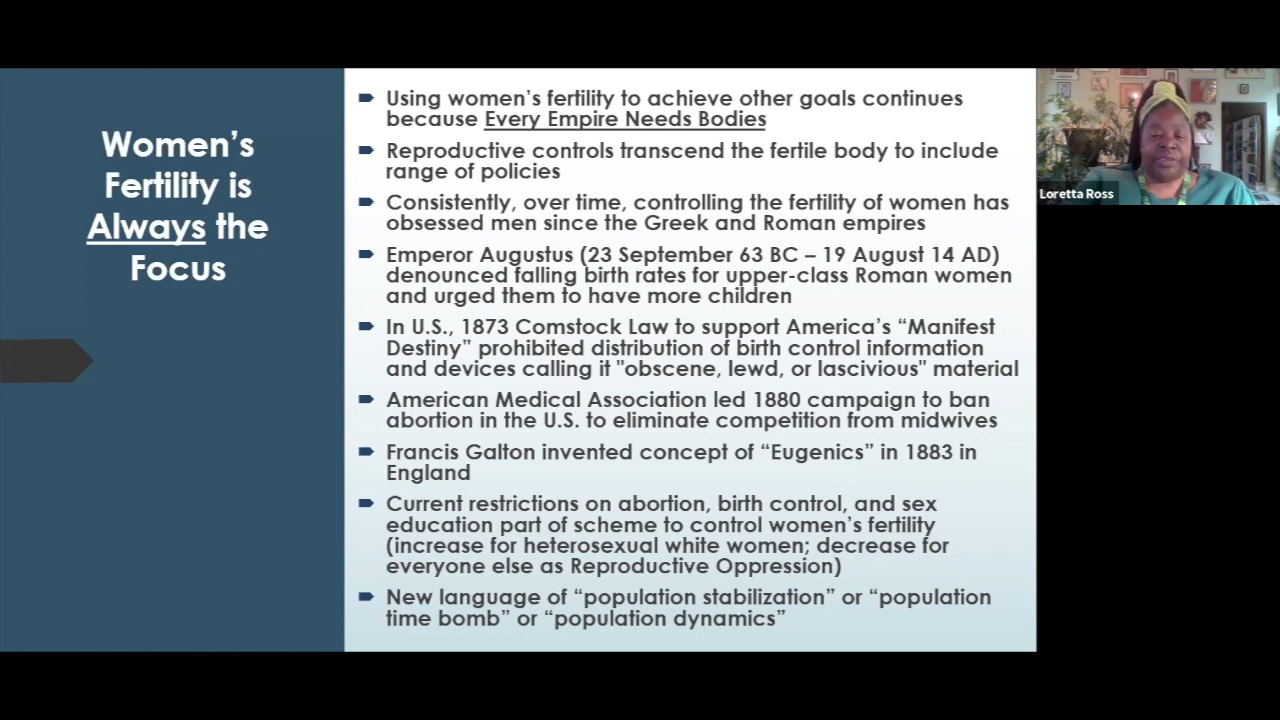 Women's
Fertility is
Always the
Focus
Using women's fertility to achieve other goals continues
because Every Empire Needs Bodies
Reproductive controls transcend the fertile body to include
range of policies
Consistently, over time, controlling the fertility of women has
obsessed men since the Greek and Roman empires
Emperor Augustus (23 September 63 BC – 19 August 14 AD)
denounced falling birth rates for upper-class Roman women
and urged them to have more children
In U.S., 1873 Comstock Law to support America's “Manifest
Destiny” prohibited distribution of birth control information
and devices calling it "obscene, lewd, or lascivious" material
American Medical Association led 1880 campaign to ban
abortion in the U.S. to eliminate competition from midwives
Francis Galton invented concept of “Eugenics” in 1883 in
England
Current restrictions on abortion, birth control, and sex
education part of scheme to control women's fertility
(increase for heterosexual white women; decrease for
everyone else as Reproductive Oppression)
New language of “population stabilization” or “population
time bomb” or “population dynamics”
Loretta Ross